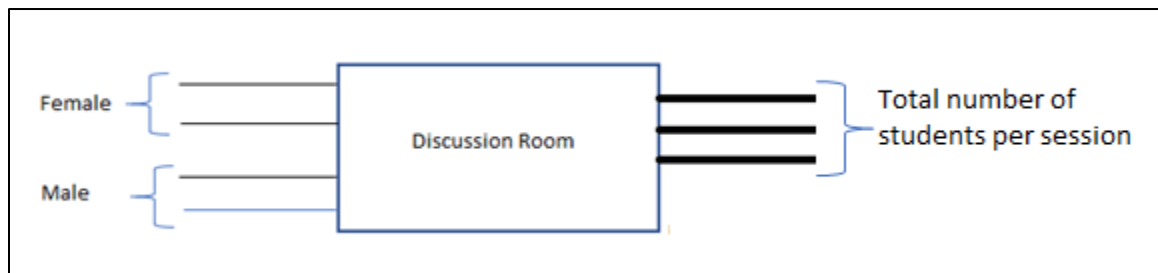 Female
Male
Discussion Room
Total number of
students per session